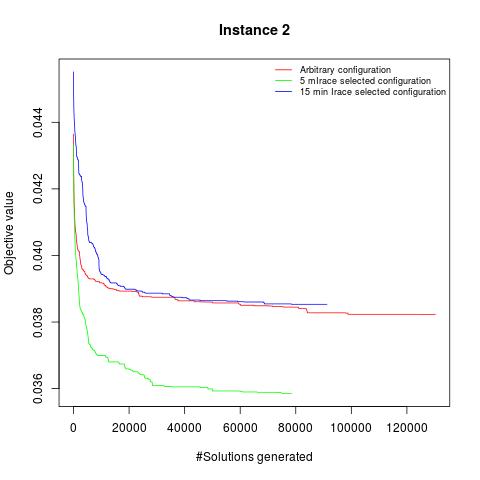 Instance 2
Arbitrary configuration
5 mIrace selected configuration
15 min Irace selected configuration
Objective value
0.044
0.042
0.040
0.038
0.036
0
20000
40000
60000
80000
100000
120000
#Solutions generated